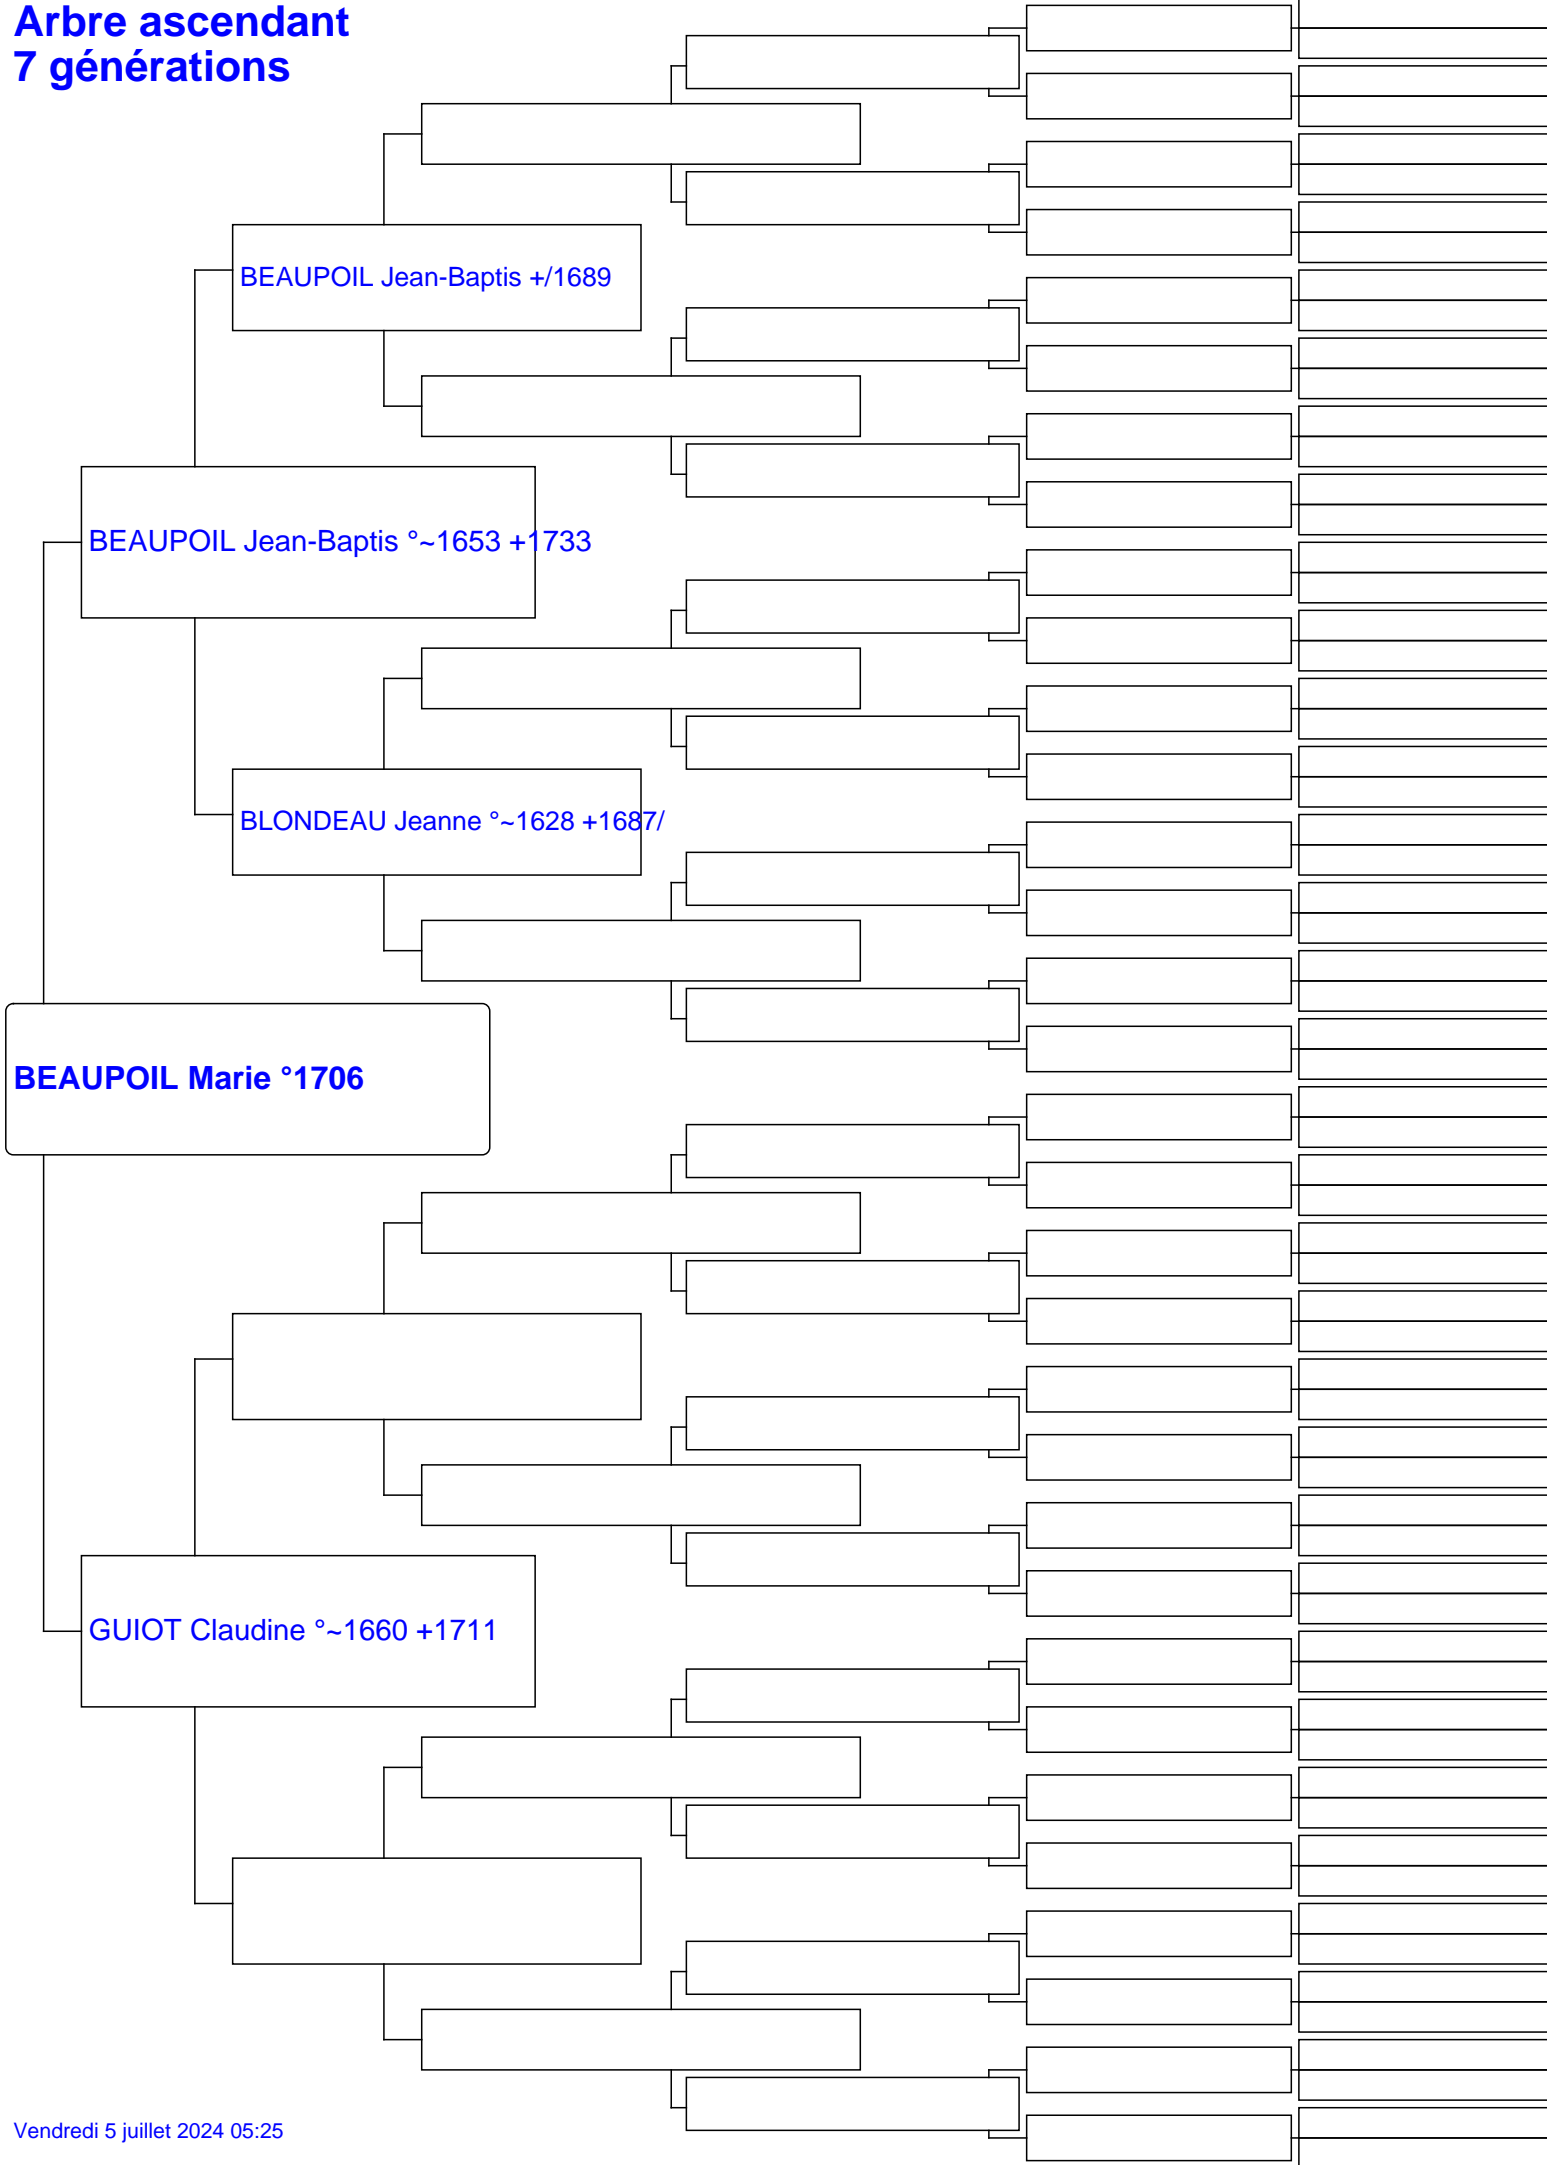 Arbre ascendant
7 générations
BEAUPOIL Jean-Baptis +/1689
BEAUPOIL Jean-Baptis °~1653 +1733
BLONDEAU Jeanne °~1628 +1687/
BEAUPOIL Marie °1706
GUIOT Claudine °~1660 +1711
Vendredi 5 juillet 2024 05:25